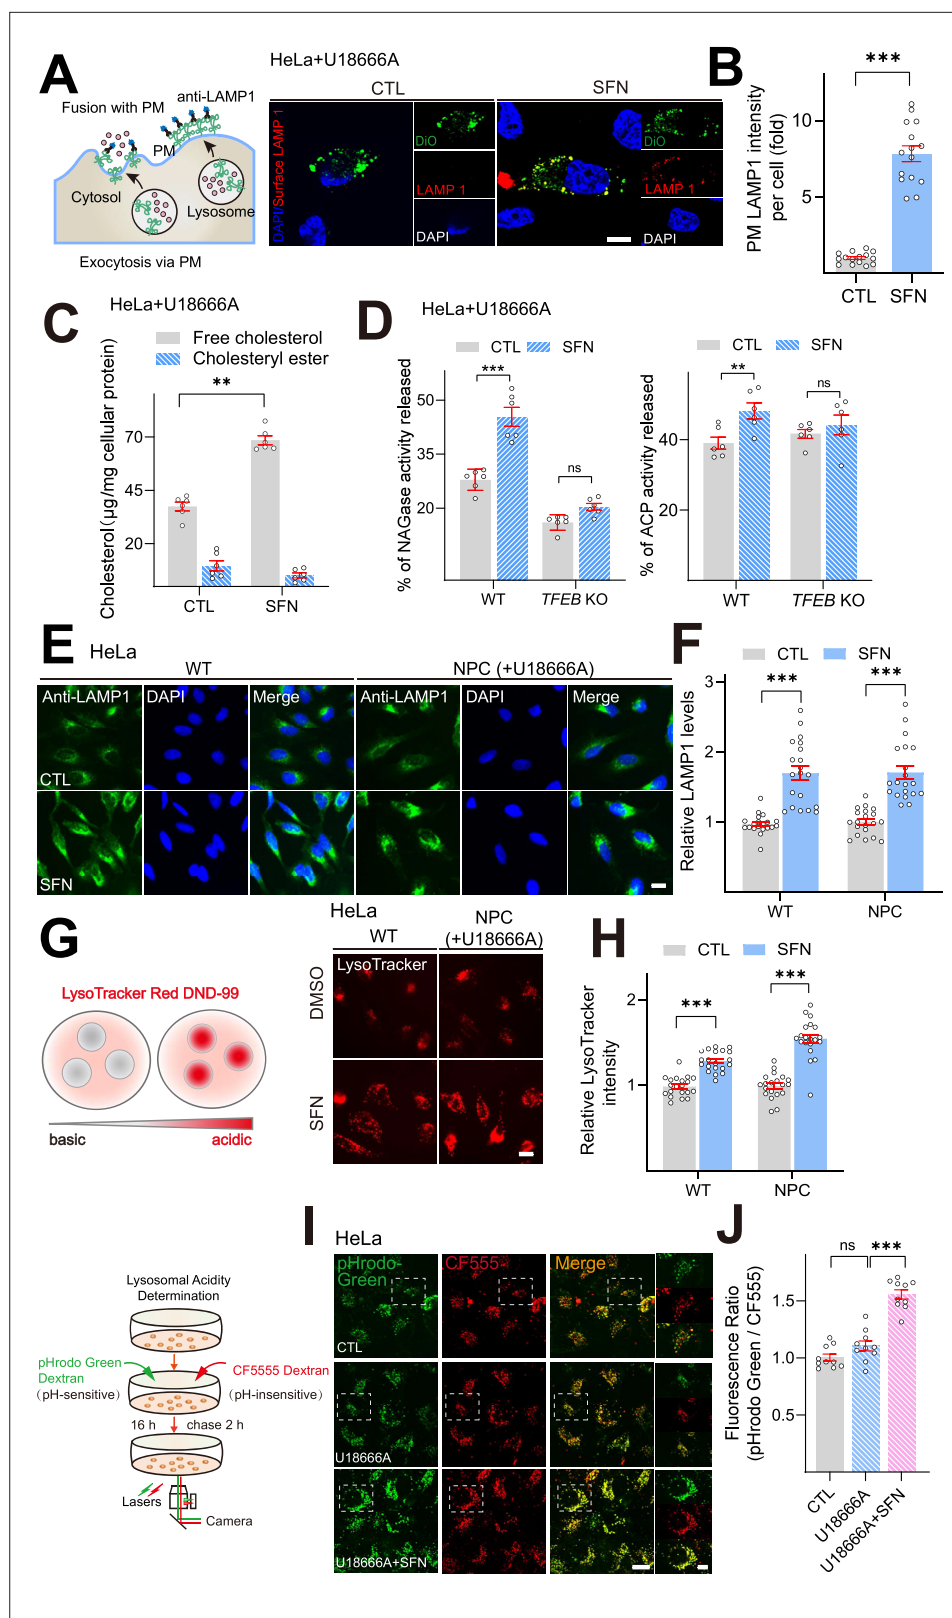 A
HeLa+U18666A
CTL
SFN
Fusion with PM
anti-LAMP1
PM
Cytosol
Lysosome
Exocytosis via PM
DAPI/Surface LAMP 1
DiO
LAMP 1
DAPI
DiO
LAMP 1
DAPI
B
PM LAMP1 intensity
per cell (fold)
***
10
5
CTL
SFN
C
HeLa+U18666A
Free cholesterol
Cholesteryl ester
**
Cholesterol (µg/mg cellular protein)
70
45
20
CTL
SFN
D
HeLa+U18666A
CTL
SFN
***
ns
% of NAGase activity released
50
35
20
WT
TFEB KO
CTL
SFN
**
ns
% of ACP activity released
40
20
WT
TFEB KO
E
HeLa
WT
NPC (+U18666A)
Anti-LAMP1
DAPI
Merge
Anti-LAMP1
DAPI
Merge
CTL
SFN
F
CTL
SFN
***
***
Relative LAMP1 levels
3
2
1
WT
NPC
G
LysoTracker Red DND-99
basic
acidic
HeLa
WT
NPC
(+U18666A)
LysoTracker
DMSO
SFN
H
CTL
SFN
***
***
Relative LysoTracker
intensity
2
1
WT
NPC
I
Lysosomal Acidity
Determination
pHrodo Green
Dextran
(pH-sensitive)
CF5555 Dextran
(pH-insensitive)
16 h
chase 2 h
Lasers
Camera
HeLa
pHrodo-
Green
CF555
Merge
CTL
U18666A
U18666A+SFN
J
ns
***
Fluorescence Ratio
(pHrodo Green / CF555)
1.5
1.0
0.5
CTL
U18666A
U18666A+SFN